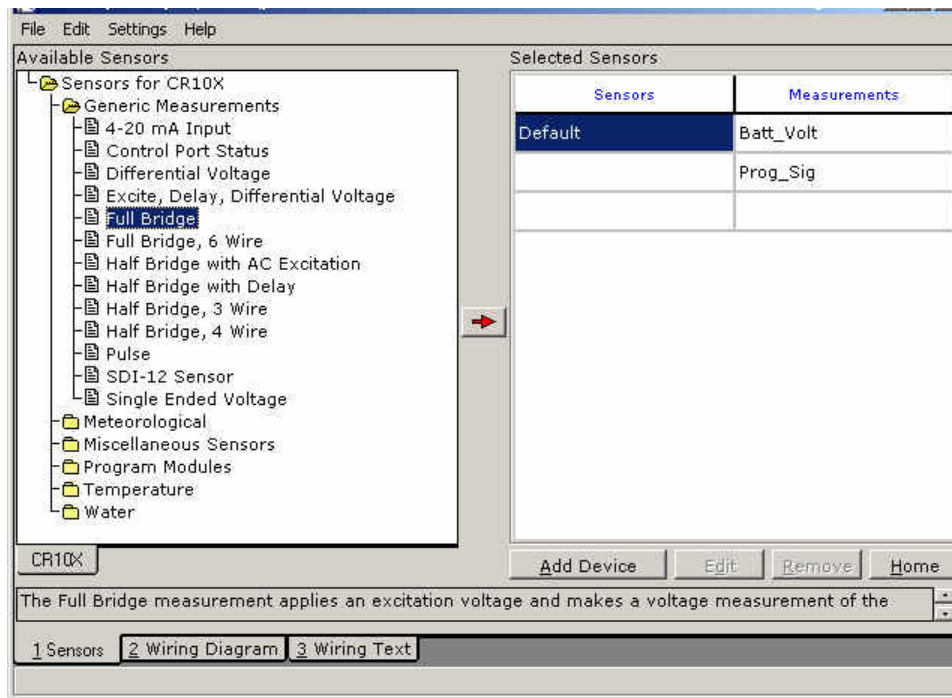 File Edit Settings Help
Available Sensors
Sensors for CR10X
Generic Measurements
4-20 mA Input
Control Port Status
Differential Voltage
Excite, Delay, Differential Voltage
Full Bridge
Full Bridge, 6 Wire
Half Bridge with AC Excitation
Half Bridge with Delay
Half Bridge, 3 Wire
Half Bridge, 4 Wire
Pulse
SDI-12 Sensor
Single Ended Voltage
Meteorological
Miscellaneous Sensors
Program Modules
Temperature
Water
CR10X
Selected Sensors
Sensors Measurements
Default Batt_Volt
Prog_Sig
Add Device Edit Remove Home
The Full Bridge measurement applies an excitation voltage and makes a voltage measurement of the
1 Sensors 2 Wiring Diagram 3 Wiring Text